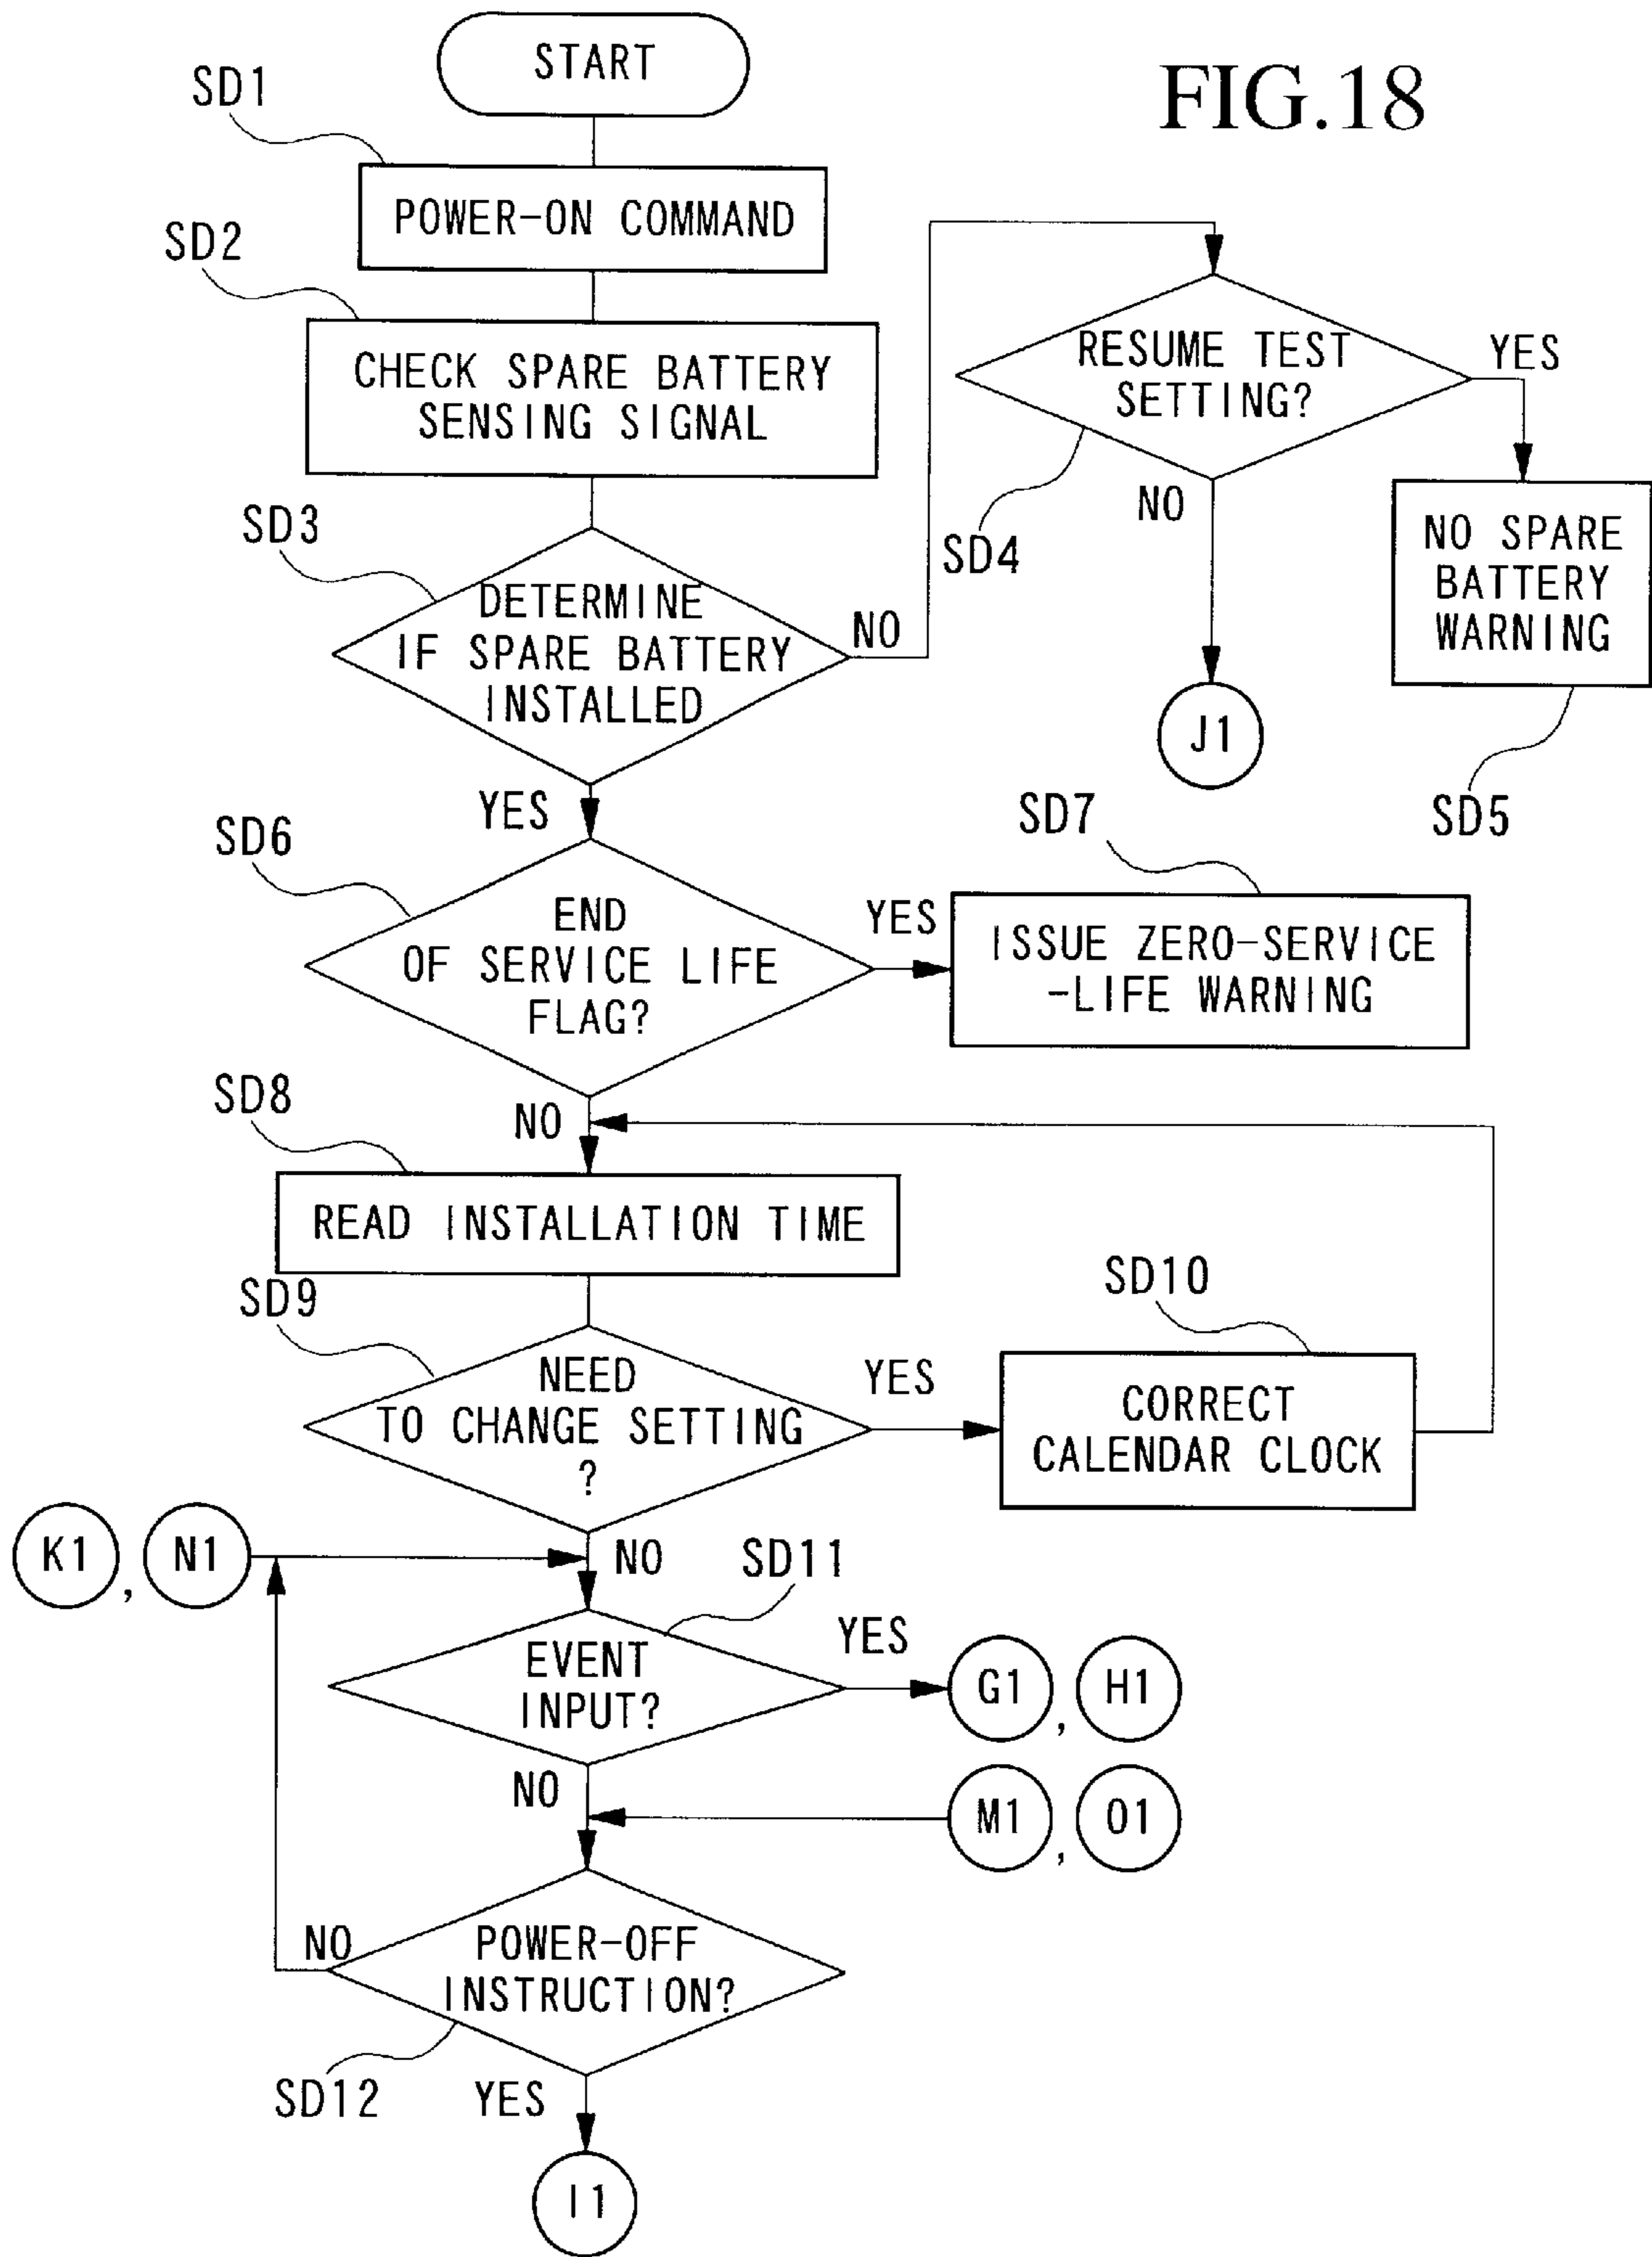 FIG.18
START
SD1
POWER-ON COMMAND
SD2
CHECK SPARE BATTERY
SENSING SIGNAL
SD3
DETERMINE
IF SPARE BATTERY
INSTALLED
NO
YES
RESUME TEST
SETTING?
YES
NO
SD4
NO SPARE
BATTERY
WARNING
SD5
J1
SD6
END
OF SERVICE LIFE
FLAG?
YES
NO
SD7
ISSUE ZERO-SERVICE
-LIFE WARNING
SD8
READ INSTALLATION TIME
SD9
NEED
TO CHANGE SETTING
?
YES
NO
SD10
CORRECT
CALENDAR CLOCK
K1 , N1
SD11
EVENT
INPUT?
YES
G1 , H1
NO
M1 , O1
POWER-OFF
INSTRUCTION?
NO
SD12
YES
I1